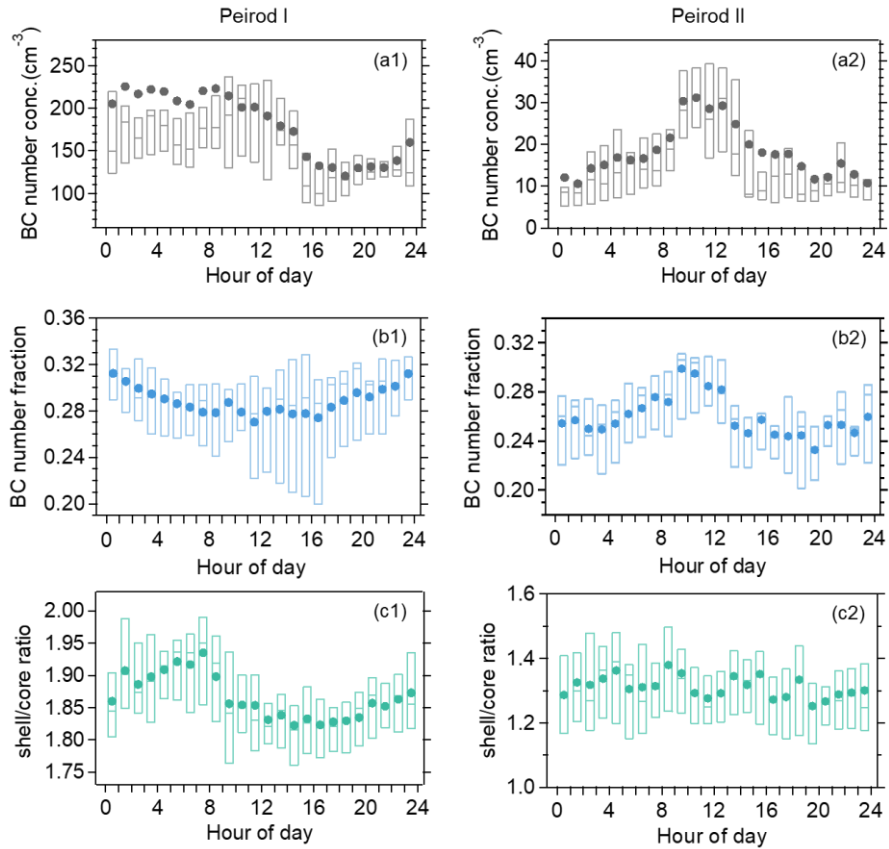 Peirod I
Peirod II
BC number conc.(cm⁻³)
250
200
150
100
(a1)
0 4 8 12 16 20 24
Hour of day
BC number conc.(cm⁻³)
40
30
20
10
0
(a2)
0 4 8 12 16 20 24
Hour of day
BC number fraction
0.36
0.32
0.28
0.24
0.20
(b1)
0 4 8 12 16 20 24
Hour of day
BC number fraction
0.32
0.28
0.24
0.20
(b2)
0 4 8 12 16 20 24
Hour of day
shell/core ratio
2.00
1.95
1.90
1.85
1.80
1.75
(c1)
0 4 8 12 16 20 24
Hour of day
shell/core ratio
1.6
1.4
1.2
1.0
(c2)
0 4 8 12 16 20 24
Hour of day